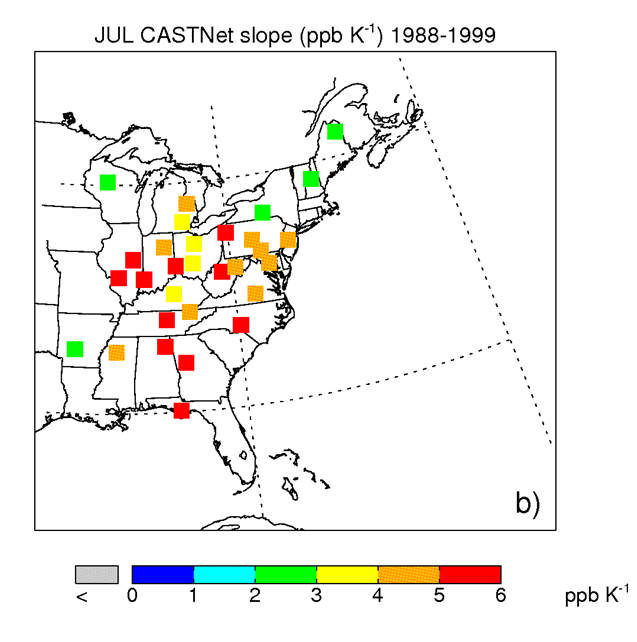 JUL CASTNet slope (ppb K⁻¹) 1988-1999
b)
< 0 1 2 3 4 5 6 ppb K⁻¹